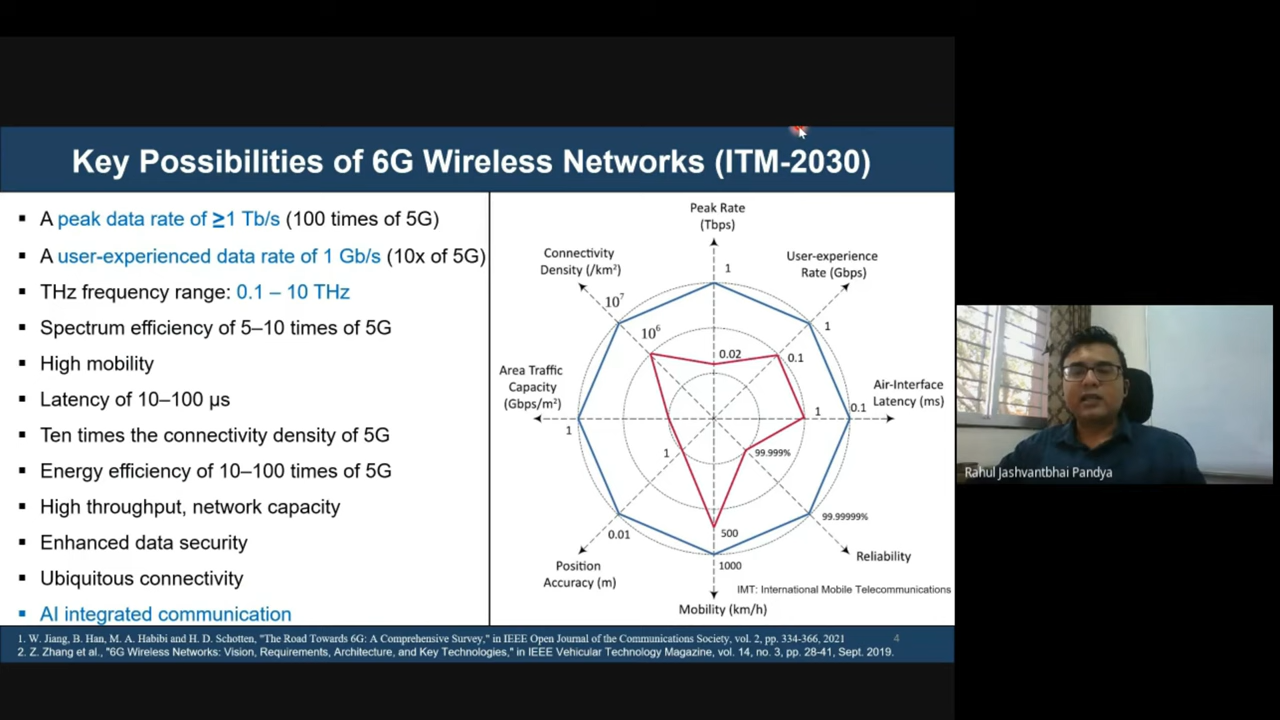 Key Possibilities of 6G Wireless Networks (ITM-2030)
▪ A peak data rate of ≥1 Tb/s (100 times of 5G)
▪ A user-experienced data rate of 1 Gb/s (10x of 5G)
▪ THz frequency range: 0.1 – 10 THz
▪ Spectrum efficiency of 5–10 times of 5G
▪ High mobility
▪ Latency of 10–100 µs
▪ Ten times the connectivity density of 5G
▪ Energy efficiency of 10–100 times of 5G
▪ High throughput, network capacity
▪ Enhanced data security
▪ Ubiquitous connectivity
▪ AI integrated communication
Peak Rate
(Tbps)
1
0.02
User-experience
Rate (Gbps)
1
0.1
Air-Interface
Latency (ms)
0.1
1
Reliability
99.99999%
99.999%
Mobility (km/h)
1000
500
Position
Accuracy (m)
0.01
1
Area Traffic
Capacity
(Gbps/m²)
1
Connectivity
Density (/km²)
10⁷
10⁶
IMT: International Mobile Telecommunications
1. W. Jiang, B. Han, M. A. Habibi and H. D. Schotten, "The Road Towards 6G: A Comprehensive Survey," in IEEE Open Journal of the Communications Society, vol. 2, pp. 334-366, 2021
2. Z. Zhang et al., "6G Wireless Networks: Vision, Requirements, Architecture, and Key Technologies," in IEEE Vehicular Technology Magazine, vol. 14, no. 3, pp. 28-41, Sept. 2019.
4
Rahul Jashvantbhai Pandya